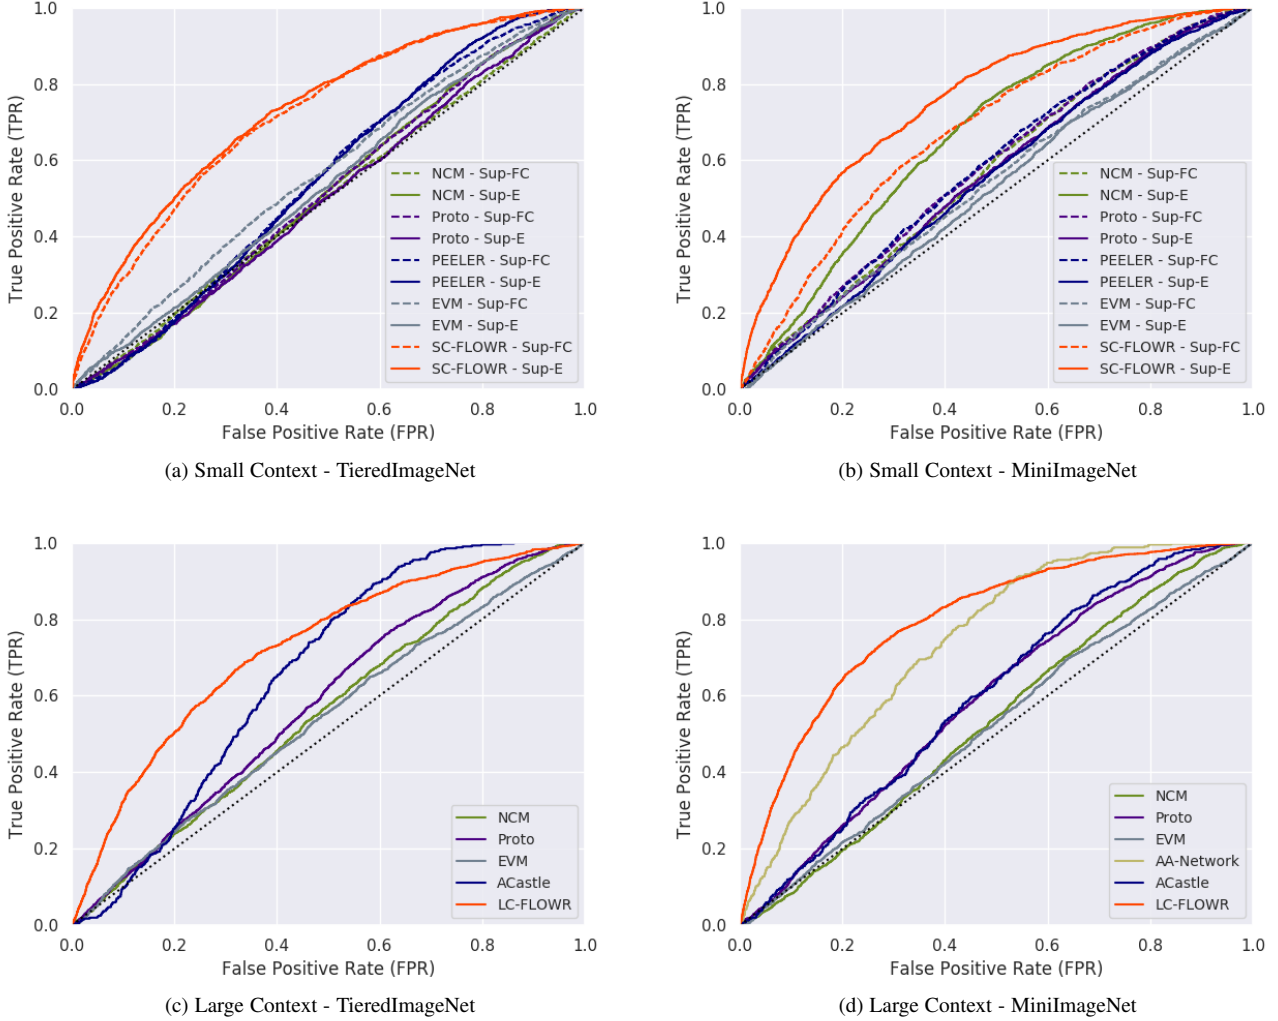 1.0
0.8
0.6
0.4
0.2
0.0
True Positive Rate (TPR)
NCM - Sup-FC
NCM - Sup-E
Proto - Sup-FC
Proto - Sup-E
PEELER - Sup-FC
PEELER - Sup-E
EVM - Sup-FC
EVM - Sup-E
SC-FLOWR - Sup-FC
SC-FLOWR - Sup-E
0.0 0.2 0.4 0.6 0.8 1.0
False Positive Rate (FPR)
(a) Small Context - TieredImageNet
1.0
0.8
0.6
0.4
0.2
0.0
True Positive Rate (TPR)
NCM - Sup-FC
NCM - Sup-E
Proto - Sup-FC
Proto - Sup-E
PEELER - Sup-FC
PEELER - Sup-E
EVM - Sup-FC
EVM - Sup-E
SC-FLOWR - Sup-FC
SC-FLOWR - Sup-E
0.0 0.2 0.4 0.6 0.8 1.0
False Positive Rate (FPR)
(b) Small Context - MiniImageNet
1.0
0.8
0.6
0.4
0.2
0.0
True Positive Rate (TPR)
NCM
Proto
EVM
ACastle
LC-FLOWR
0.0 0.2 0.4 0.6 0.8 1.0
False Positive Rate (FPR)
(c) Large Context - TieredImageNet
1.0
0.8
0.6
0.4
0.2
0.0
True Positive Rate (TPR)
NCM
Proto
EVM
AA-Network
ACastle
LC-FLOWR
0.0 0.2 0.4 0.6 0.8 1.0
False Positive Rate (FPR)
(d) Large Context - MiniImageNet